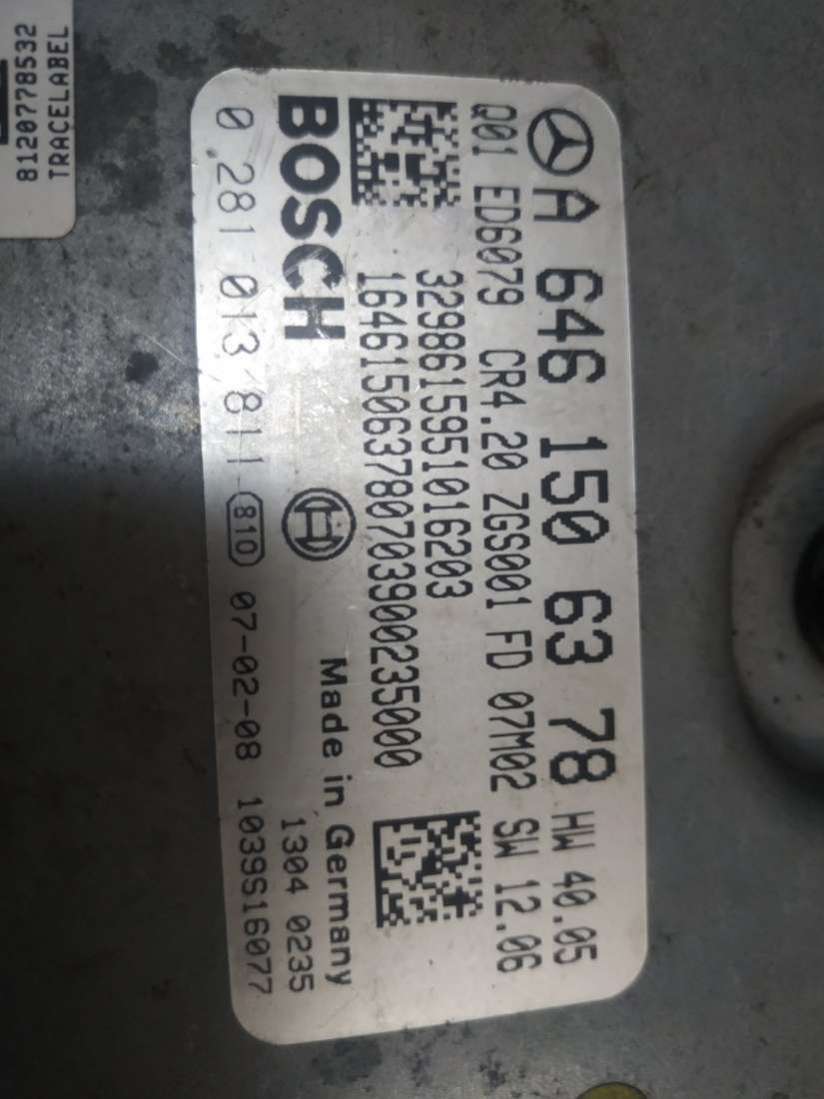 A 646 150 63 78 HW 40.05
Q01 ED6079 CR4.20 ZGS001 FD 07M02 SW 12.06
3298615951016203
164615063780703900235000
BOSCH Made in Germany
1304 0235
0 281 013 811 810 07-02-08 1039S16077
8120778532
TRACELABEL